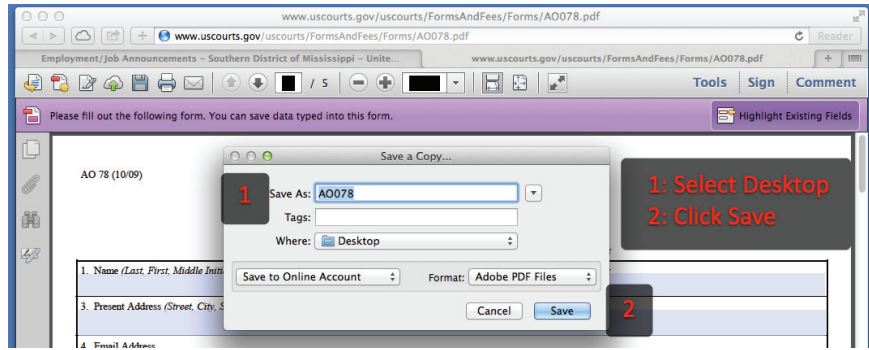 www.uscourts.gov/uscourts/FormsAndFees/Forms/AO078.pdf
www.uscourts.gov/uscourts/FormsAndFees/Forms/AO078.pdf Reader
Employment/Job Announcements – Southern District of Mississippi – Unite... www.uscourts.gov/uscourts/FormsAndFees/Forms/AO078.pdf
/ 5 Tools Sign Comment
Please fill out the following form. You can save data typed into this form. Highlight Existing Fields
Save a Copy...
AO 78 (10/09)
1 Save As: AO078
Tags:
Where: Desktop
1: Select Desktop
2: Click Save
1. Name (Last, First, Middle Initi
Save to Online Account Format: Adobe PDF Files
3. Present Address (Street, City, S
Cancel Save 2
4. Email Address